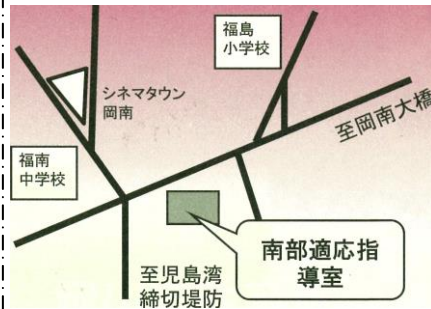 福島
小学校
シネマタウン
岡南
至岡南大橋
福南
中学校
南部適応指
導室
至児島湾
締切堤防